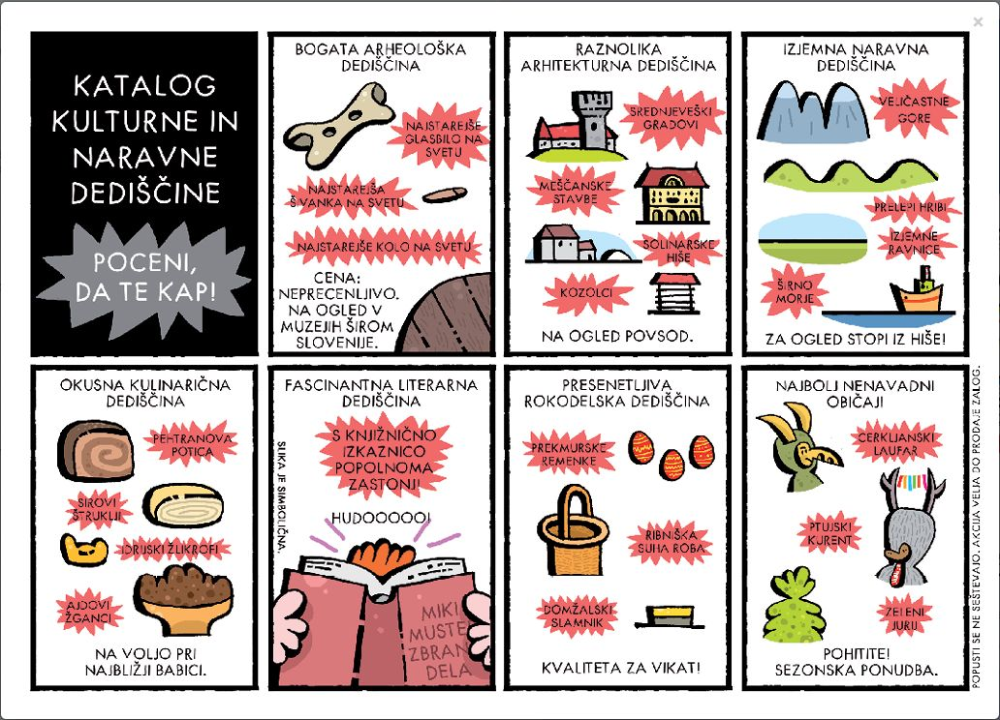 KATALOG
KULTURNE IN
NARAVNE
DEDIŠČINE
POCENI,
DA TE KAP!
BOGATA ARHEOLOŠKA
DEDIŠČINA
NAJSTAREJŠE
GLASBILO NA
SVETU
NAJSTAREJŠA
ŠIVANKA NA SVETU
NAJSTAREJŠE KOLO NA SVETU
CENA:
NEPRECENLJIVO.
NA OGLED V
MUZEJIH ŠIROM
SLOVENIJE.
RAZNOLIKA
ARHITEKTURNA DEDIŠČINA
SREDNJEVEŠKI
GRADOVI
MEŠČANSKE
STAVBE
SOLINARSKE
HIŠE
KOZOLCI
NA OGLED POVSOD.
IZJEMNA NARAVNA
DEDIŠČINA
VELIČASTNE
GORE
PRELEPI HRIBI
IZJEMNE
RAVNICE
ŠIRNO
MORJE
ZA OGLED STOPI IZ HIŠE!
OKUSNA KULINARIČNA
DEDIŠČINA
PEHTRANOVA
POTICA
SIROVI
ŠTRUKLJI
IDRIJSKI ŽLIKROFI
AJDOVI
ŽGANCI
NA VOLJO PRI
NAJBLIŽJI BABICI.
FASCINANTNA LITERARNA
DEDIŠČINA
S KNJIŽNIČNO
IZKAZNICO
POPOLNOMA
ZASTONJ!
SLIKA JE SIMBOLIČNA.
HUDOOOOO!
MIKI
MUSTE
ZBRAN
DELA
PRESENETLJIVA
ROKODELSKA DEDIŠČINA
PREKMURSKE
REMENKE
RIBNIŠKA
SUHA ROBA
DOMŽALSKI
SLAMNIK
KVALITETA ZA VIKAT!
NAJBOLJ NENAVADNI
OBIČAJI
CERKLJANSKI
LAUFAR
PTUJSKI
KURENT
ZELENI
JURIJ
POHITITE!
SEZONSKA PONUDBA.
POPUSTI SE NE SEŠTEVAJO. AKCIJA VELJA DO PRODAJE ZALOG.